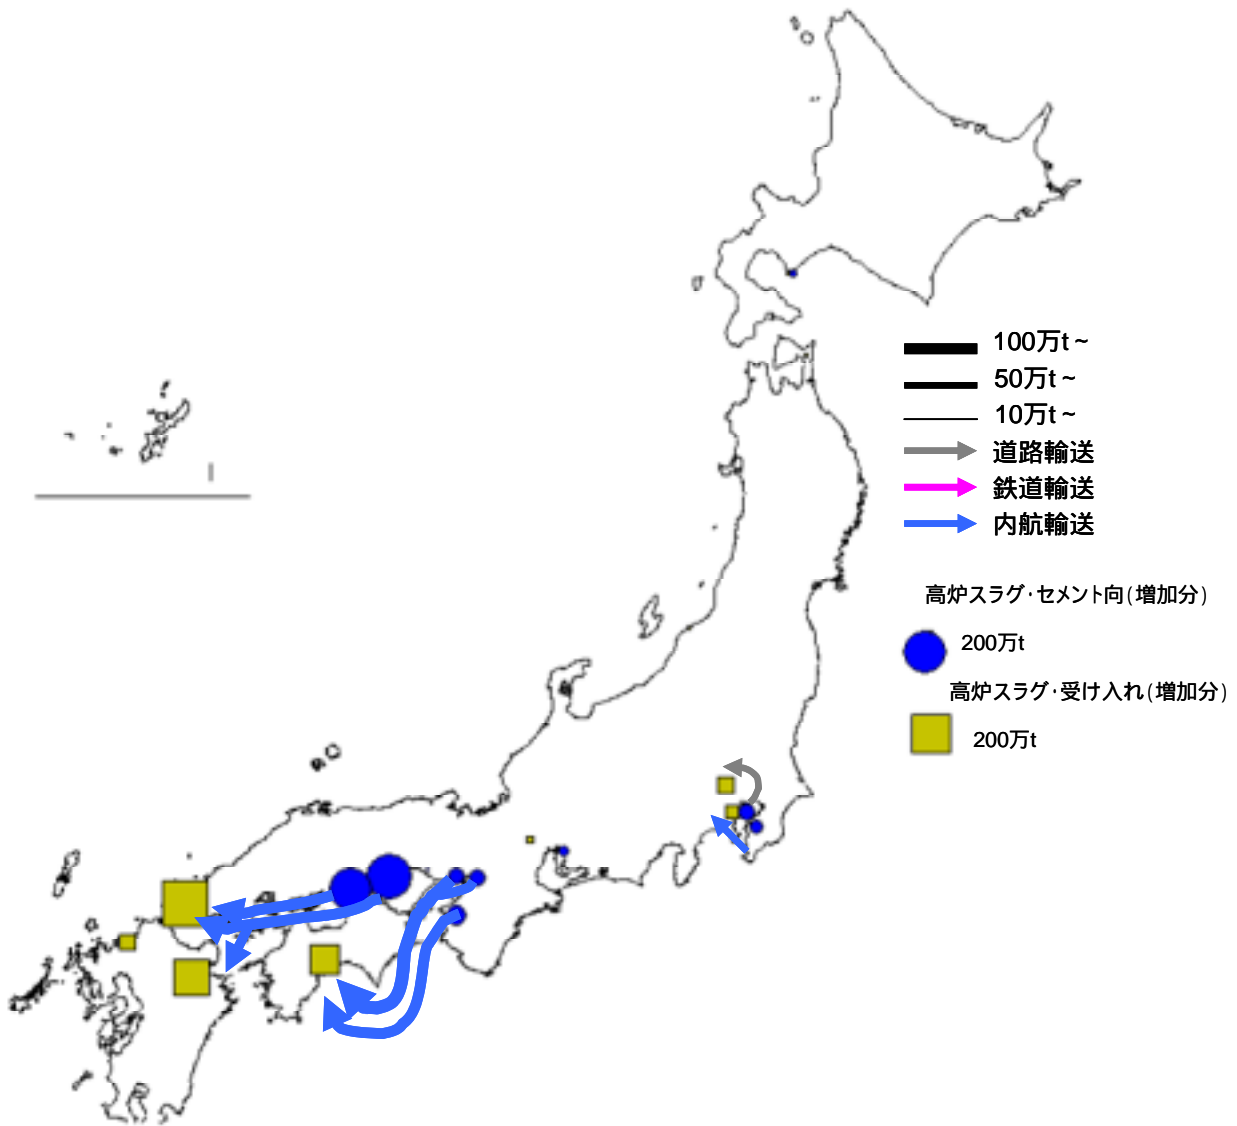 100万t～
50万t～
10万t～
道路輸送
鉄道輸送
内航輸送
高炉スラグ・セメント向(増加分)
200万t
高炉スラグ・受け入れ(増加分)
200万t